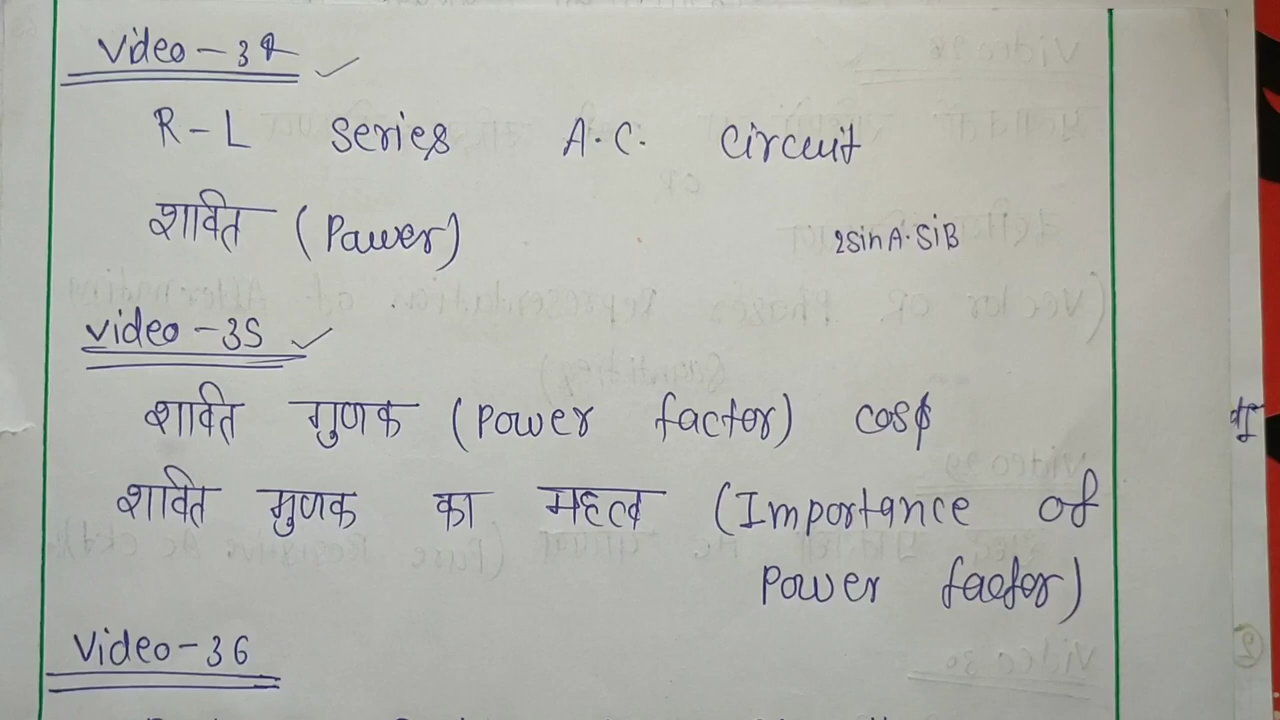 Video - 34
R - L series A.C. circuit
शक्ति (Pawer)
2sinA.SiB
video - 35
शक्ति गुणक (power factor) cosϕ
शक्ति गुणक का महत्व (Importance of
power factor)
Video - 36